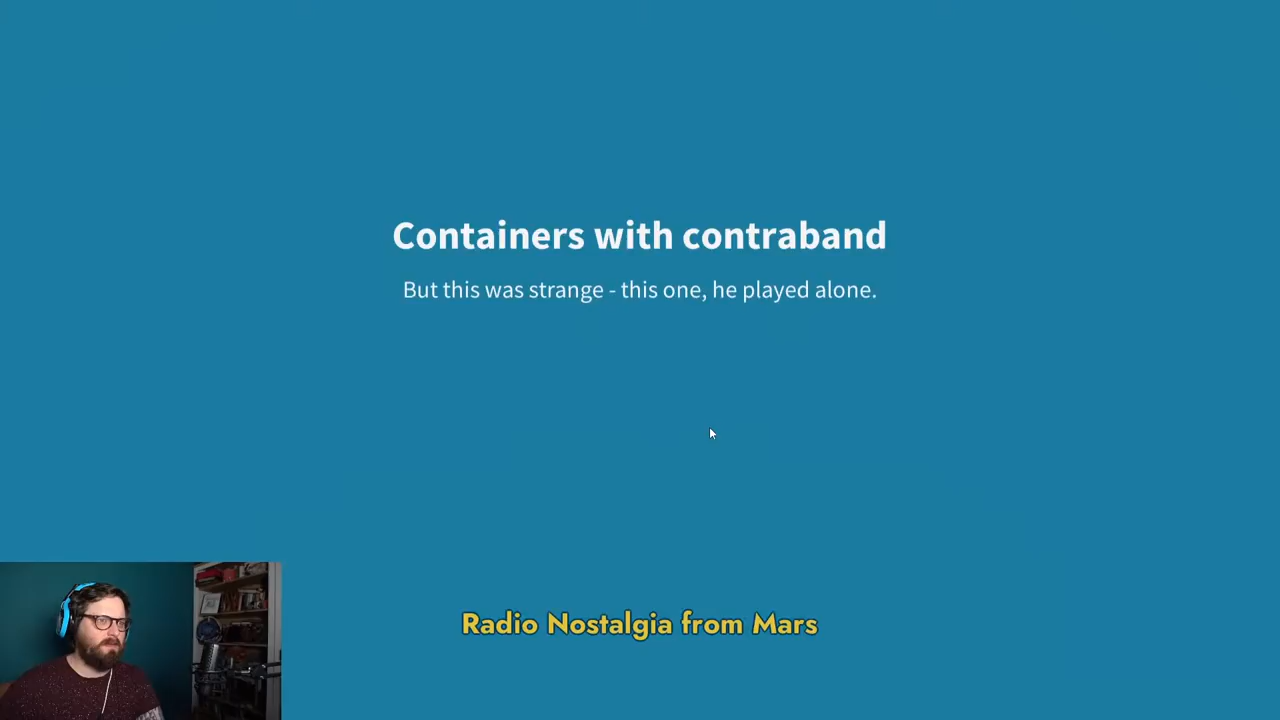 Containers with contraband
But this was strange - this one, he played alone.
Radio Nostalgia from Mars